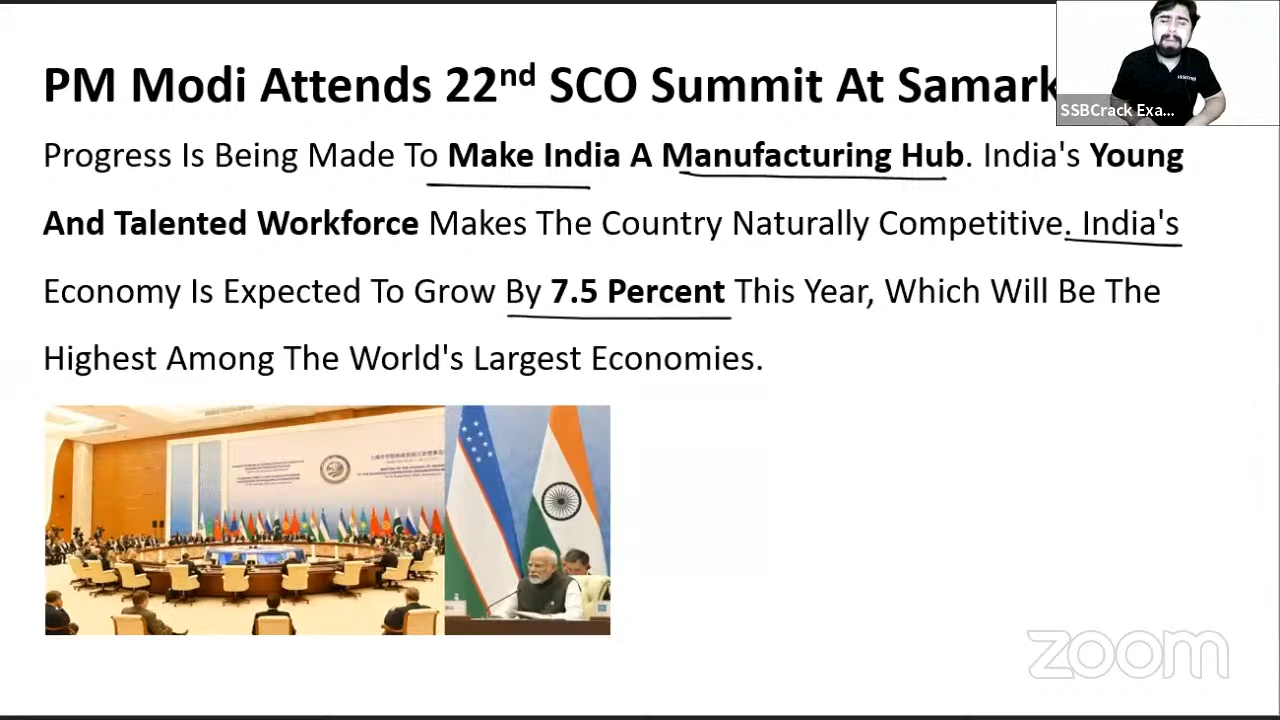 PM Modi Attends 22nd SCO Summit At Samark
SSBCrack Exa...
Progress Is Being Made To Make India A Manufacturing Hub. India's Young
And Talented Workforce Makes The Country Naturally Competitive. India's
Economy Is Expected To Grow By 7.5 Percent This Year, Which Will Be The
Highest Among The World's Largest Economies.
zoom